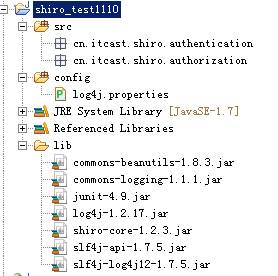 shiro_test1110
src
cn.itcast.shiro.authentication
cn.itcast.shiro.authorization
config
log4j.properties
JRE System Library [JavaSE-1.7]
Referenced Libraries
lib
commons-beanutils-1.8.3.jar
commons-logging-1.1.1.jar
junit-4.9.jar
log4j-1.2.17.jar
shiro-core-1.2.3.jar
slf4j-api-1.7.5.jar
slf4j-log4j12-1.7.5.jar